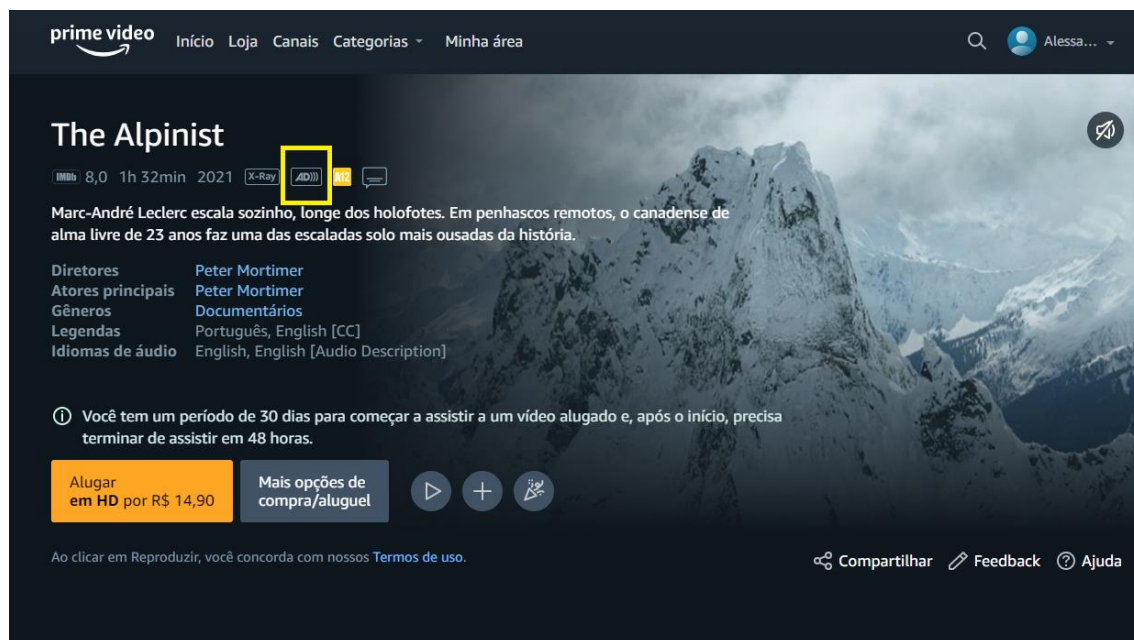 prime video Início Loja Canais Categorias Minha área Alessa...
The Alpinist
IMDb 8,0 1h 32min 2021 X-Ray AD))) A12
Marc-André Leclerc escala sozinho, longe dos holofotes. Em penhascos remotos, o canadense de
alma livre de 23 anos faz uma das escaladas solo mais ousadas da história.
Diretores Peter Mortimer
Atores principais Peter Mortimer
Gêneros Documentários
Legendas Português, English [CC]
Idiomas de áudio English, English [Audio Description]
Você tem um período de 30 dias para começar a assistir a um vídeo alugado e, após o início, precisa
terminar de assistir em 48 horas.
Alugar
em HD por R$ 14,90
Mais opções de
compra/aluguel
Ao clicar em Reproduzir, você concorda com nossos Termos de uso.
Compartilhar Feedback Ajuda